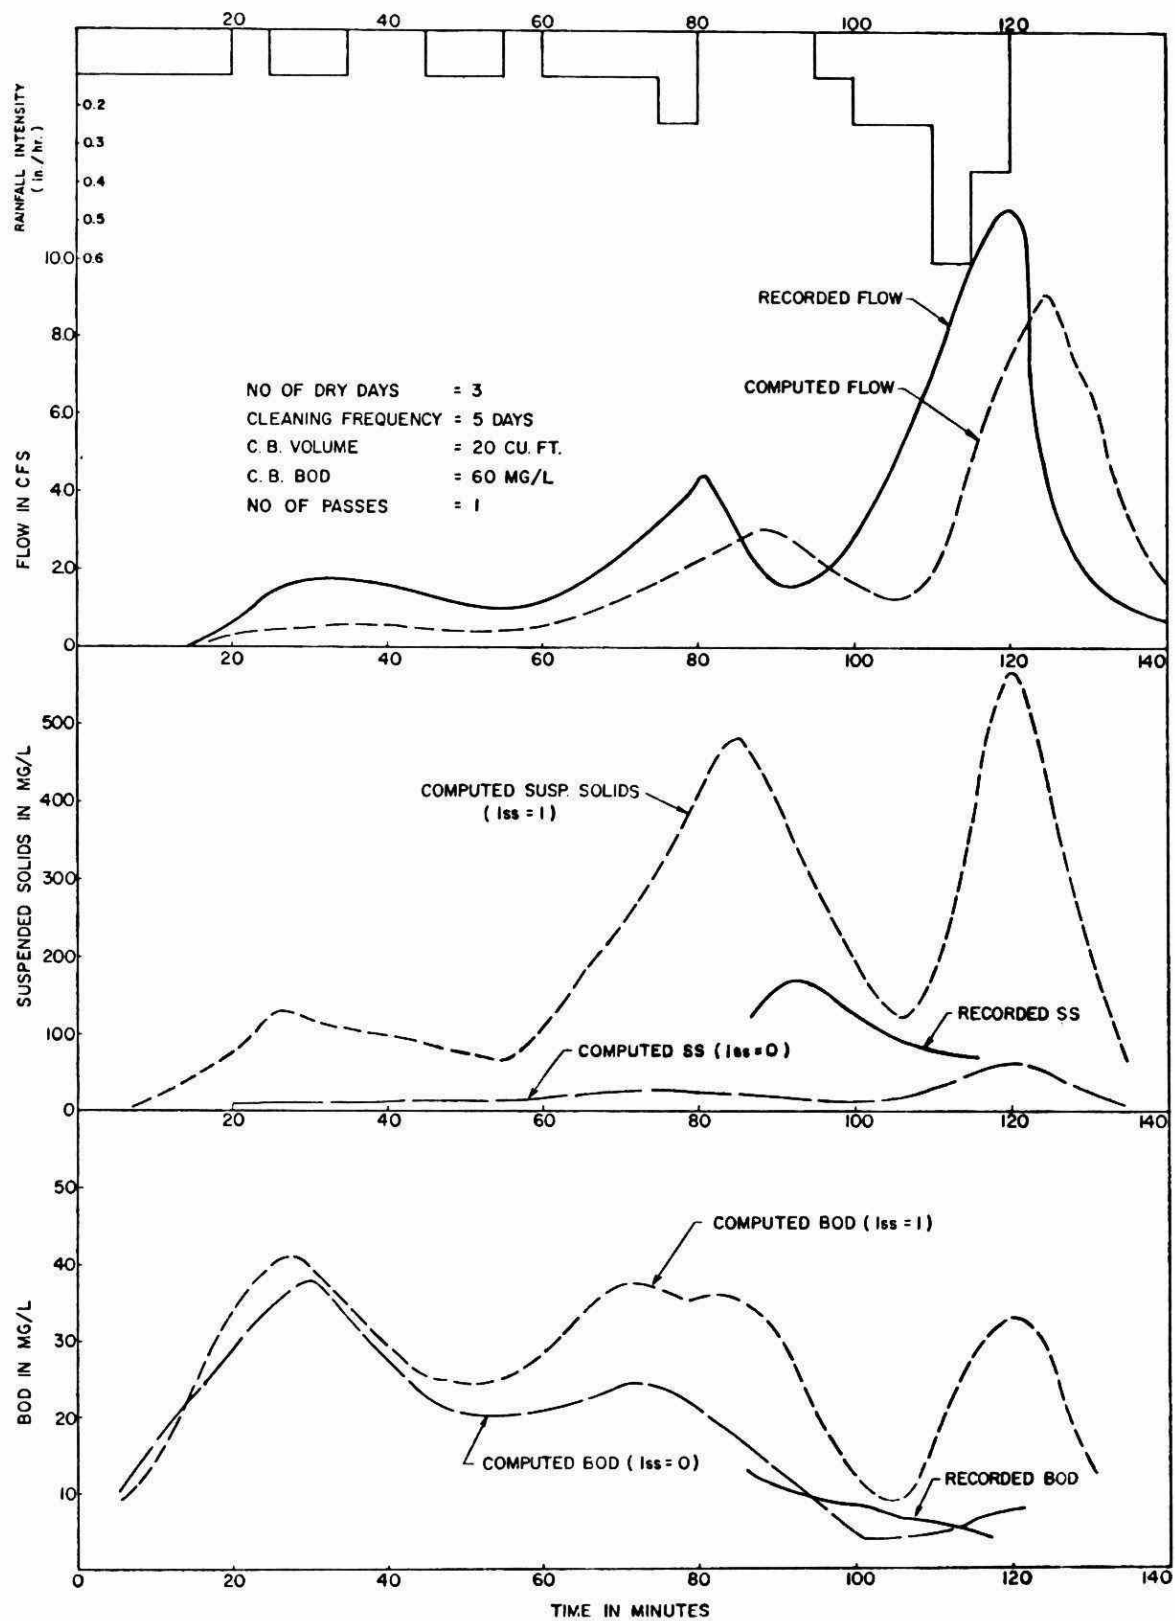 20 40 60 80 100 120
RAINFALL INTENSITY
(in./hr.)
0.2
0.3
0.4
0.5
0.6
10.0
8.0
6.0
4.0
2.0
0
FLOW IN CFS
RECORDED FLOW
COMPUTED FLOW
NO OF DRY DAYS = 3
CLEANING FREQUENCY = 5 DAYS
C.B. VOLUME = 20 CU. FT.
C.B. BOD = 60 MG/L
NO OF PASSES = 1
20 40 60 80 100 120 140
SUSPENDED SOLIDS IN MG/L
500
400
300
200
100
0
COMPUTED SUSP. SOLIDS
(Iss=1)
RECORDED SS
COMPUTED SS (Iss=0)
20 40 60 80 100 120 140
BOD IN MG/L
50
40
30
20
10
COMPUTED BOD (Iss=1)
COMPUTED BOD (Iss=0)
RECORDED BOD
0 20 40 60 80 100 120 140
TIME IN MINUTES